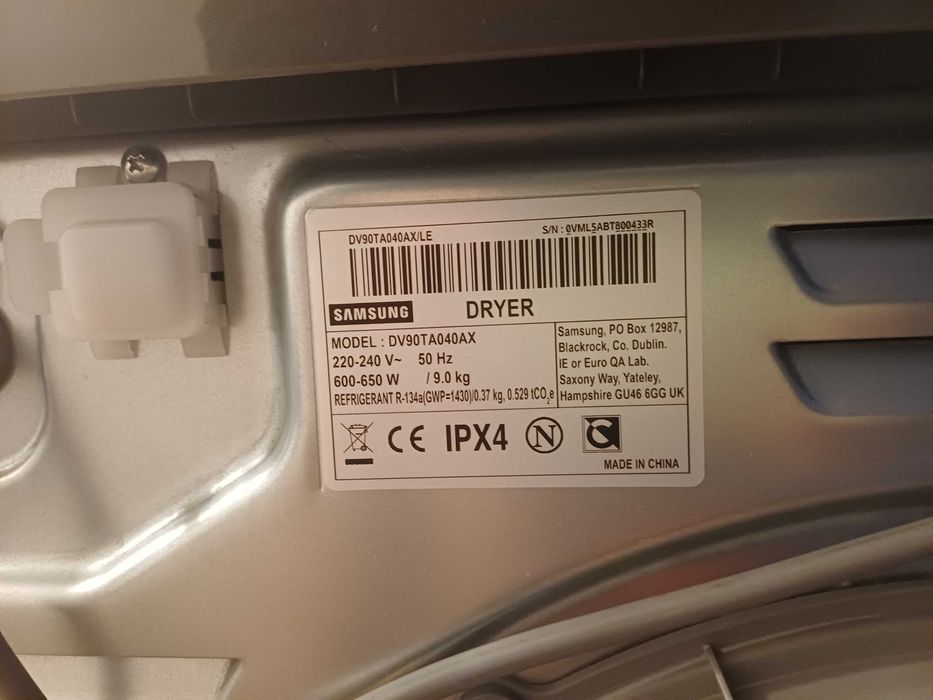 DV90TA040AX/LE
S/N : 0VML5ABT800433R
SAMSUNG DRYER
MODEL : DV90TA040AX
220-240 V~ 50 Hz
600-650 W / 9.0 kg
REFRIGERANT R-134a(GWP=1430)/0.37 kg, 0.529 tCO₂e
Samsung, PO Box 12987,
Blackrock, Co. Dublin.
IE or Euro QA Lab.
Saxony Way, Yateley,
Hampshire GU46 6GG UK
CE IPX4 N C
MADE IN CHINA